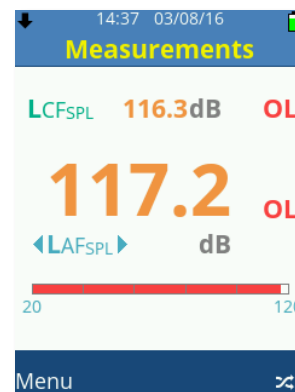 14:37 03/08/16
Measurements
LCFSPL 116.3dB OL
117.2 OL
LAFSPL dB
20 120
Menu